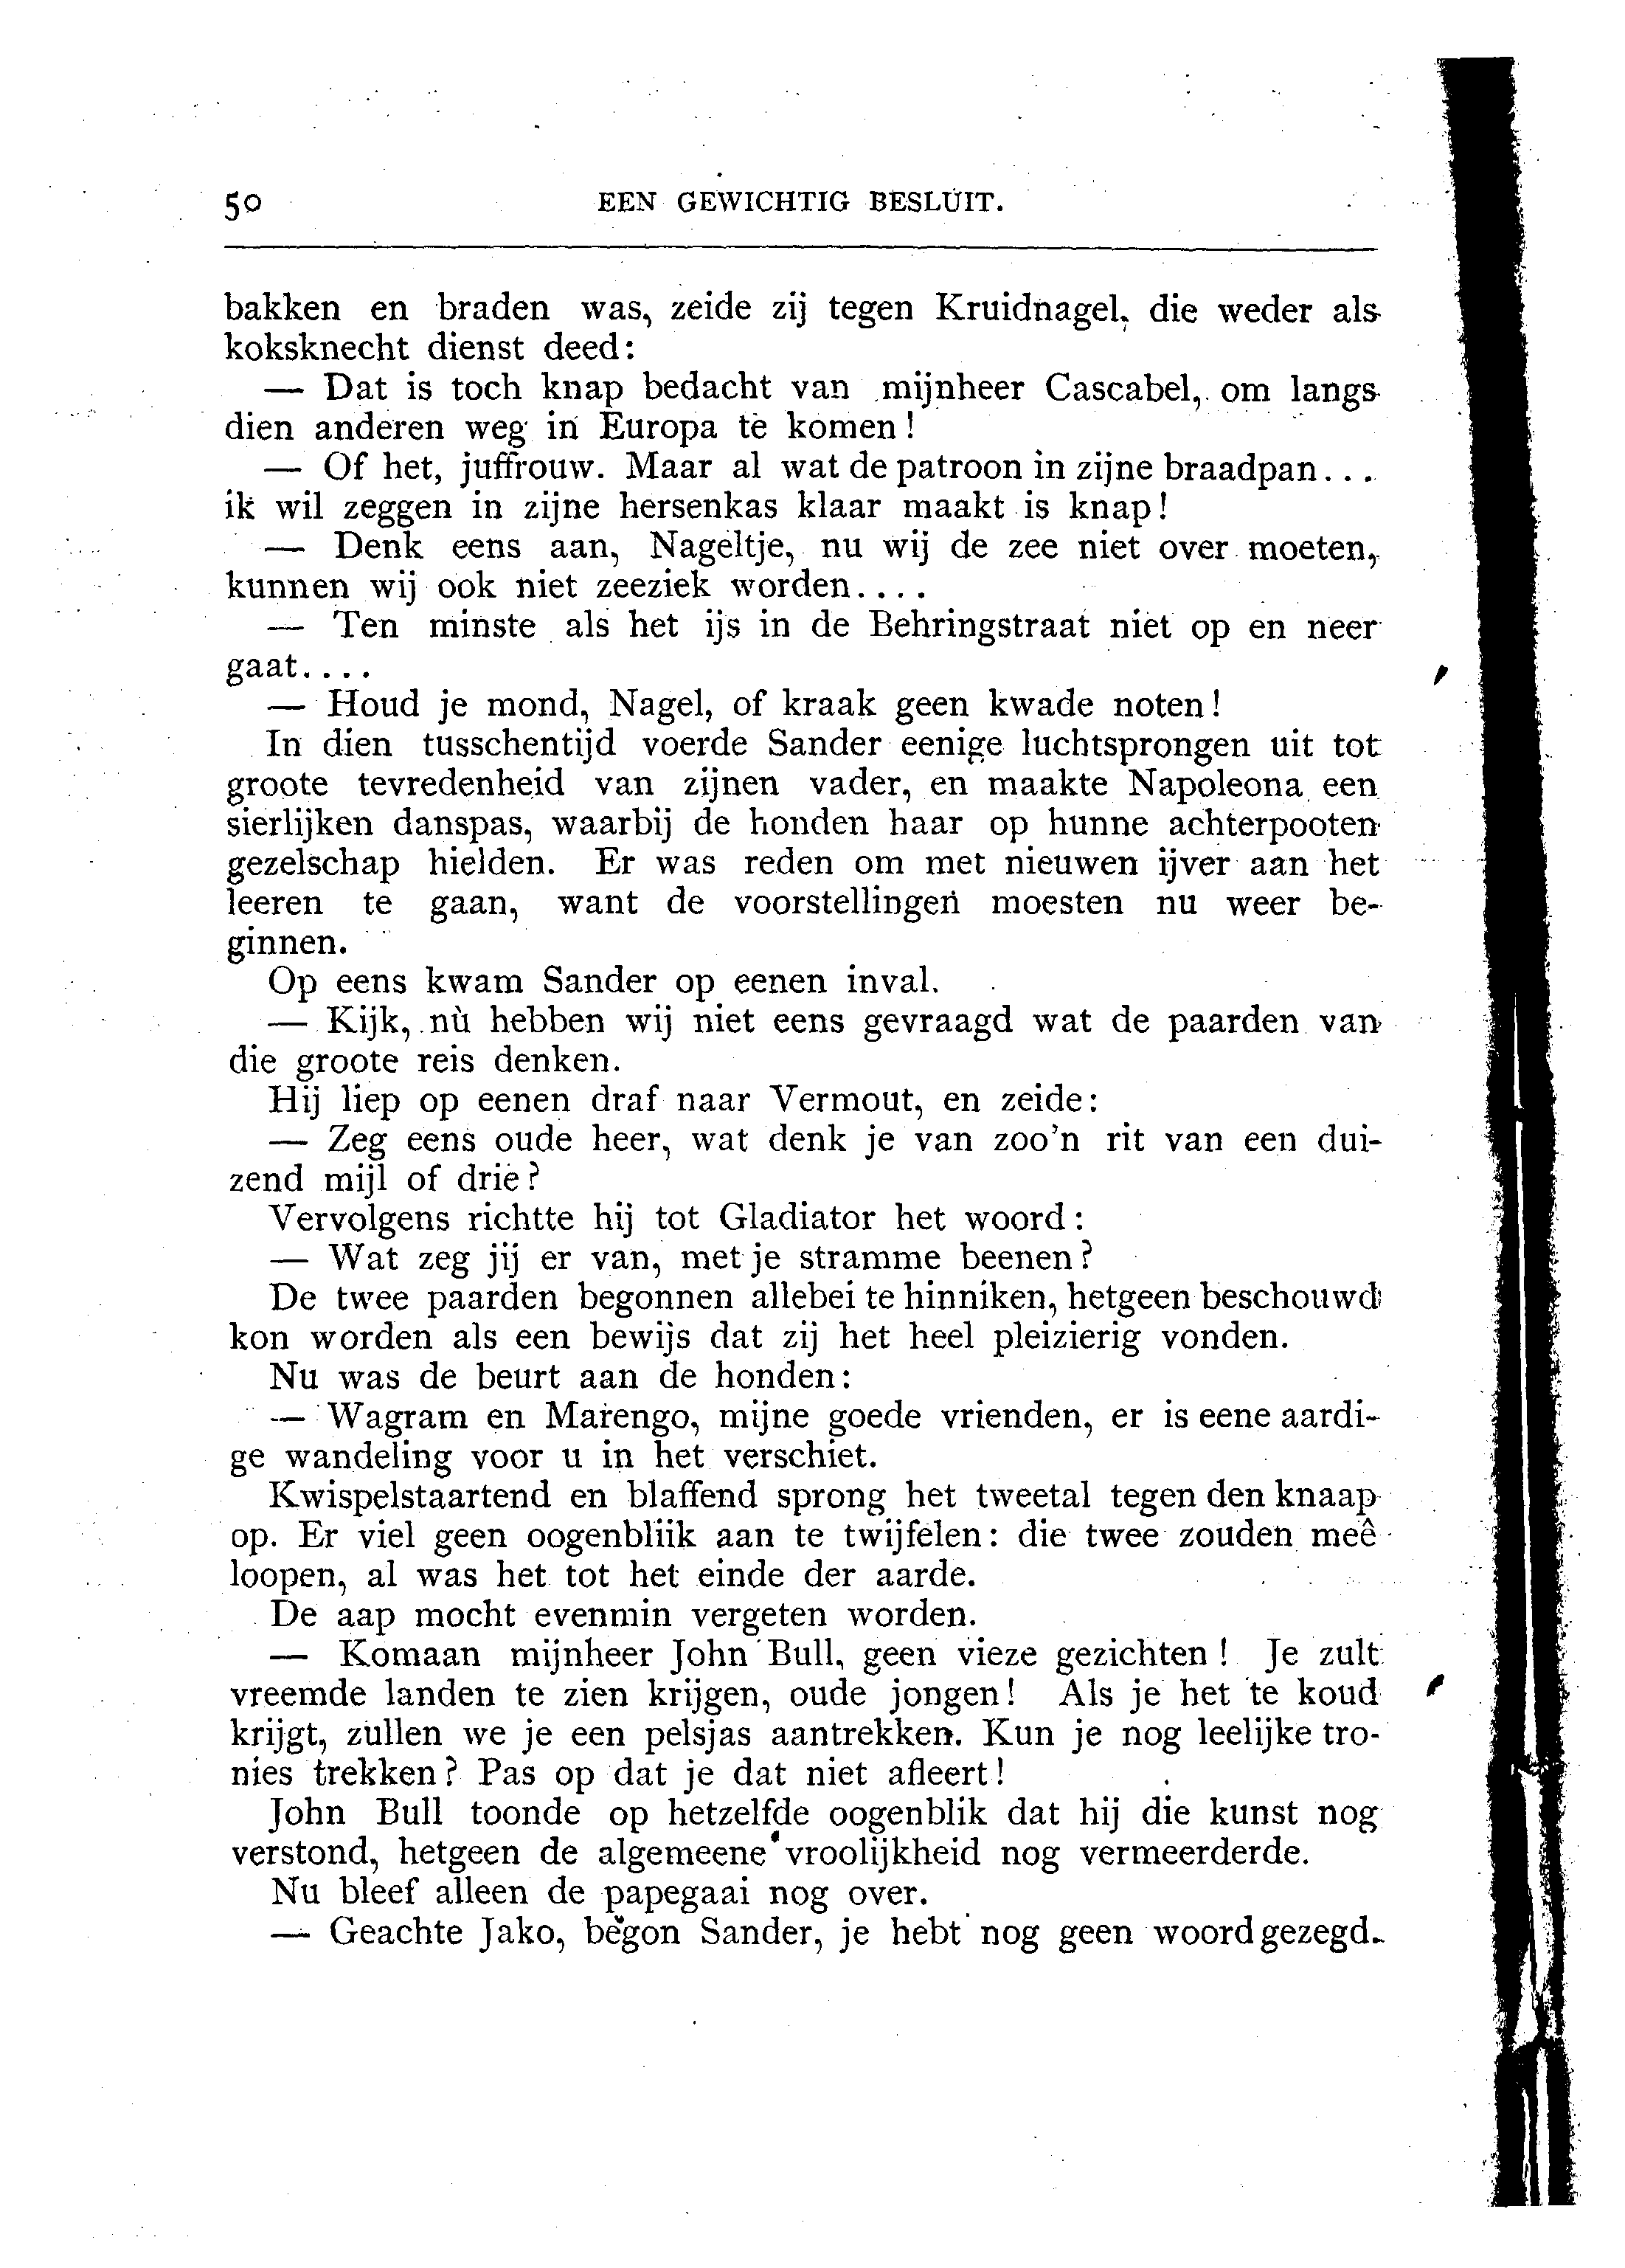 50 EEN GEWICHTIG BESLUIT.
bakken en braden was, zeide zij tegen Kruidnagel, die weder als
koksknecht dienst deed:
— Dat is toch knap bedacht van mijnheer Cascabel, om langs
dien anderen weg in Europa te komen!
— Of het, juffrouw. Maar al wat de patroon in zijne braadpan...
ik wil zeggen in zijne hersenkas klaar maakt is knap!
— Denk eens aan, Nageltje, nu wij de zee niet over moeten,
kunnen wij ook niet zeeziek worden....
— Ten minste als het ijs in de Behringstraat niet op en neer
gaat....
— Houd je mond, Nagel, of kraak geen kwade noten!
In dien tusschentijd voerde Sander eenige luchtsprongen uit tot
groote tevredenheid van zijnen vader, en maakte Napoleona een
sierlijken danspas, waarbij de honden haar op hunne achterpooten
gezelschap hielden. Er was reden om met nieuwen ijver aan het
leeren te gaan, want de voorstellingen moesten nu weer be-
ginnen.
Op eens kwam Sander op eenen inval.
— Kijk, nù hebben wij niet eens gevraagd wat de paarden van
die groote reis denken.
Hij liep op eenen draf naar Vermout, en zeide:
— Zeg eens oude heer, wat denk je van zoo'n rit van een dui-
zend mijl of drie?
Vervolgens richtte hij tot Gladiator het woord:
— Wat zeg jij er van, met je stramme beenen?
De twee paarden begonnen allebei te hinniken, hetgeen beschouwd
kon worden als een bewijs dat zij het heel pleizierig vonden.
Nu was de beurt aan de honden:
— Wagram en Marengo, mijne goede vrienden, er is eene aardi-
ge wandeling voor u in het verschiet.
Kwispelstaartend en blaffend sprong het tweetal tegen den knaap
op. Er viel geen oogenbliik aan te twijfelen: die twee zouden meê
loopen, al was het tot het einde der aarde.
De aap mocht evenmin vergeten worden.
— Komaan mijnheer John Bull, geen vieze gezichten! Je zult
vreemde landen te zien krijgen, oude jongen! Als je het te koud
krijgt, zullen we je een pelsjas aantrekken. Kun je nog leelijke tro-
nies trekken? Pas op dat je dat niet afleert!
John Bull toonde op hetzelfde oogenblik dat hij die kunst nog
verstond, hetgeen de algemeene vroolijkheid nog vermeerderde.
Nu bleef alleen de papegaai nog over.
— Geachte Jako, begon Sander, je hebt nog geen woord gezegd.